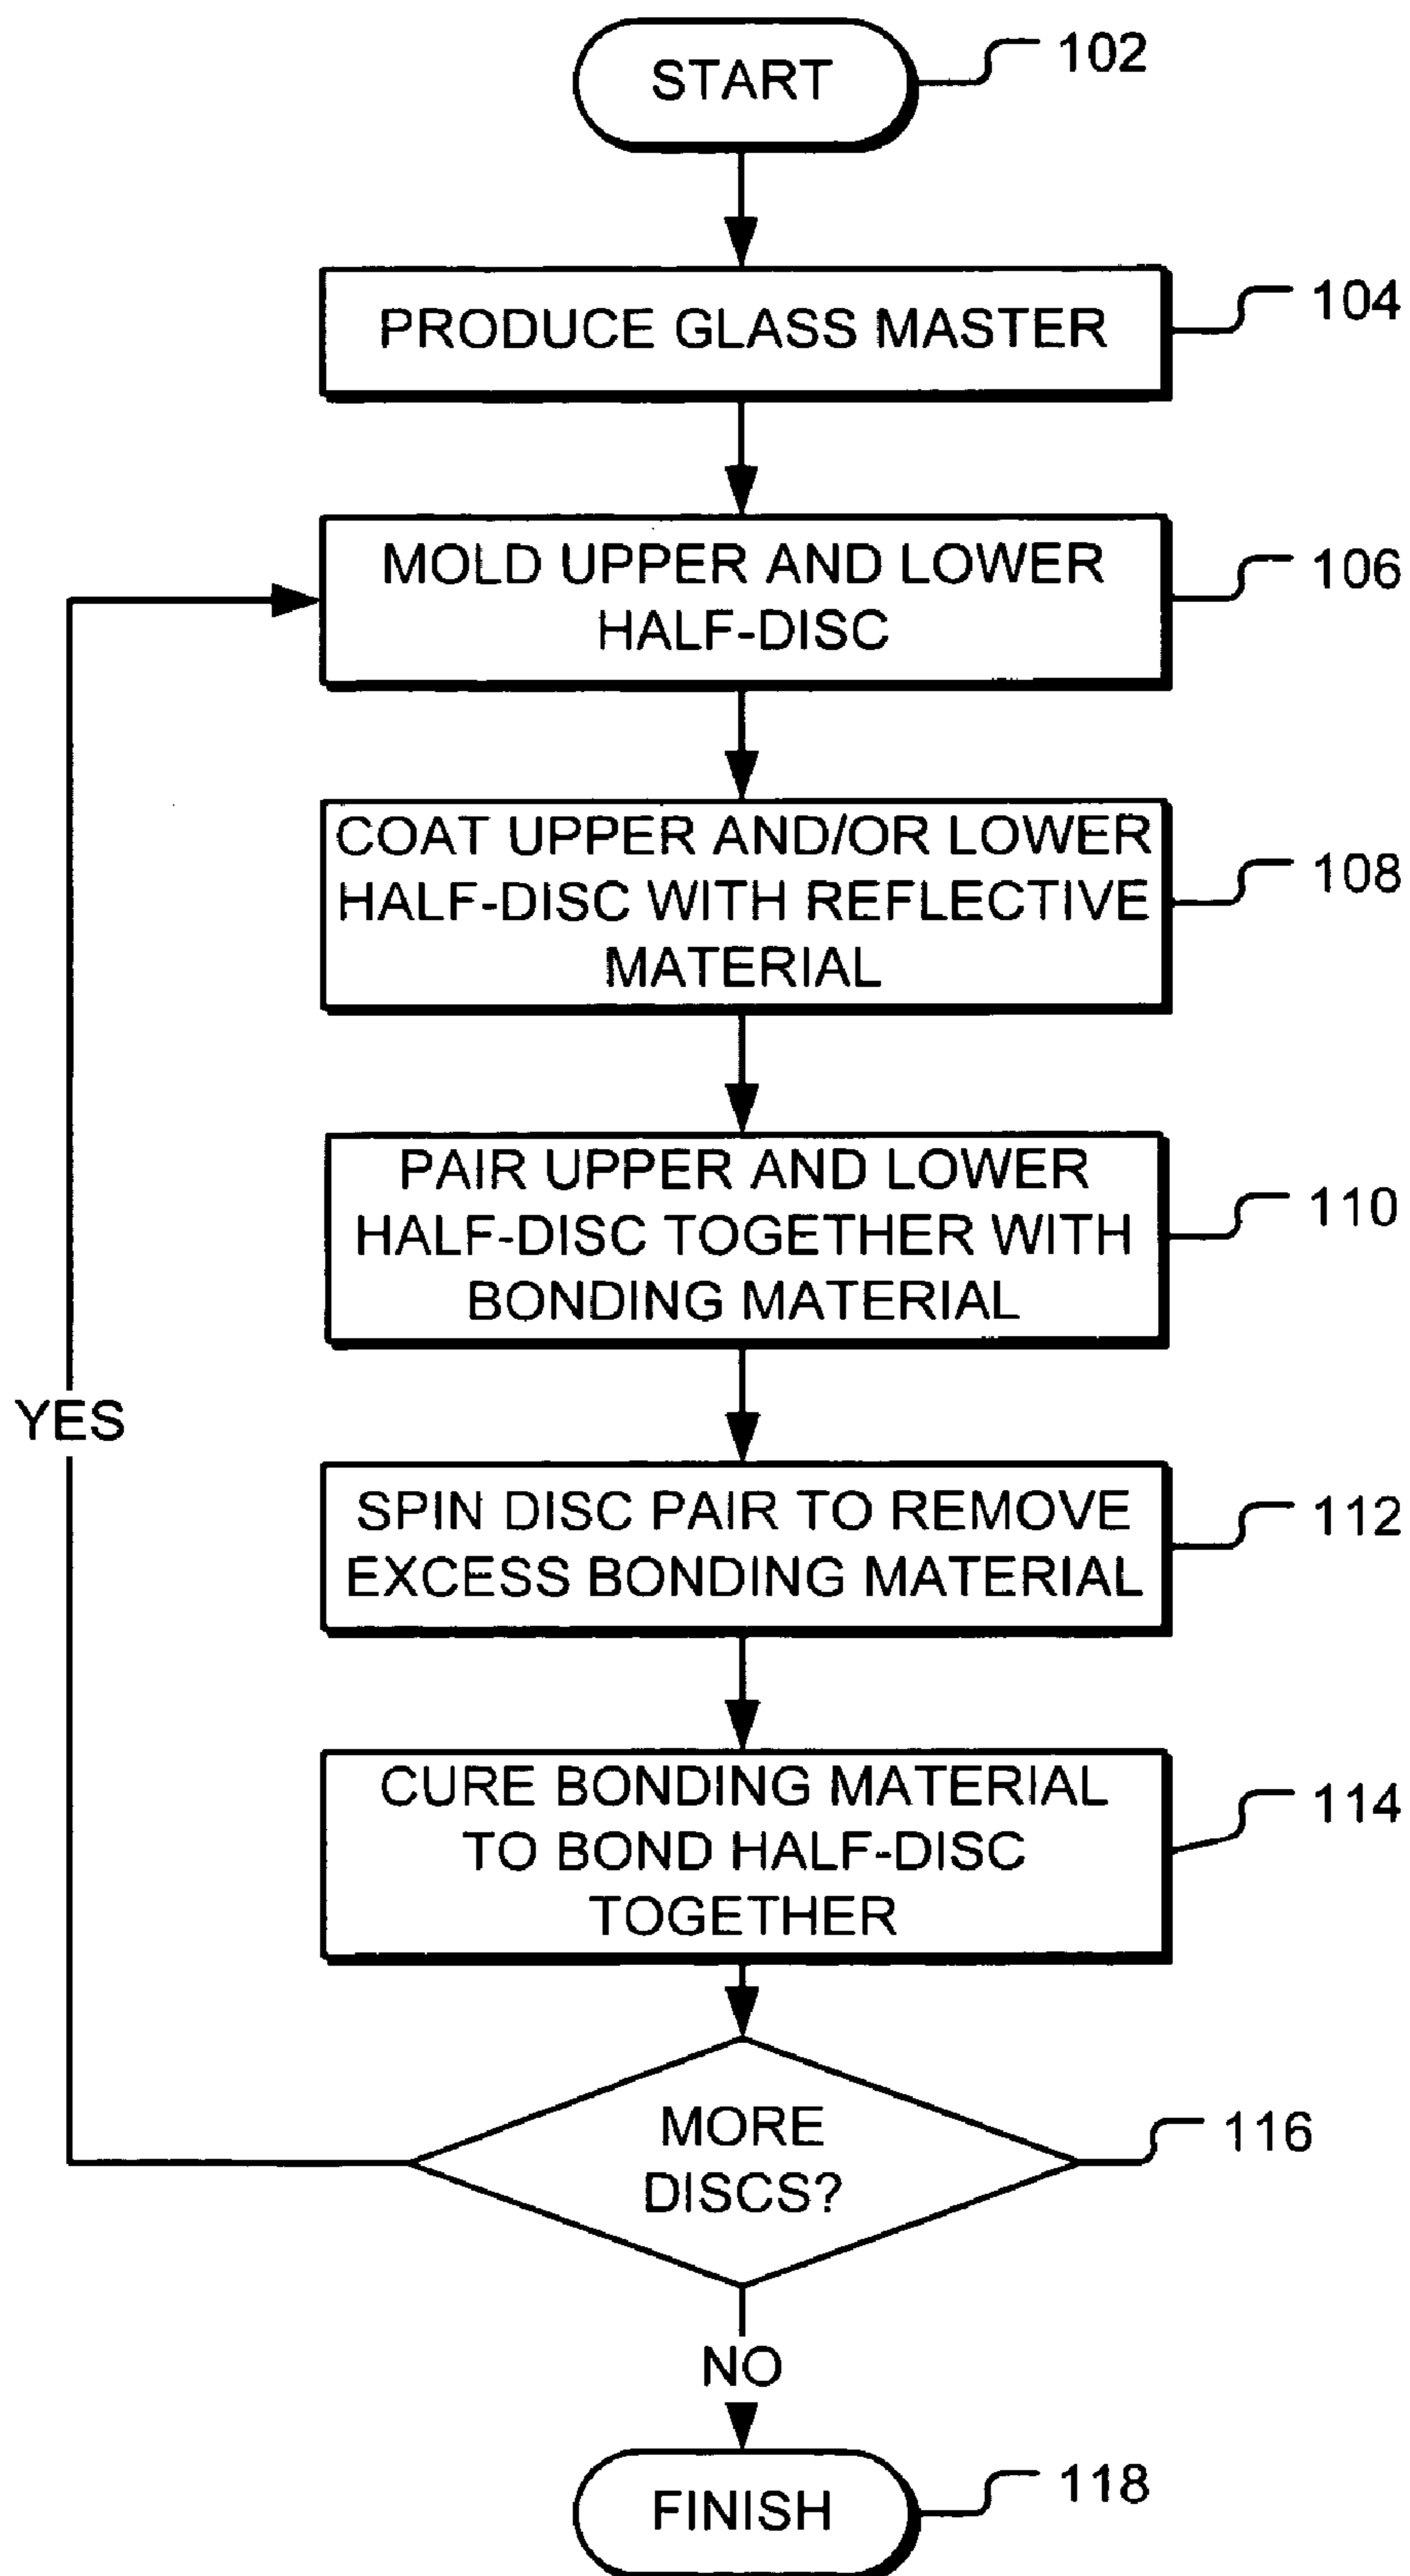 START
102
PRODUCE GLASS MASTER
104
MOLD UPPER AND LOWER
HALF-DISC
106
COAT UPPER AND/OR LOWER
HALF-DISC WITH REFLECTIVE
MATERIAL
108
PAIR UPPER AND LOWER
HALF-DISC TOGETHER WITH
BONDING MATERIAL
110
YES
SPIN DISC PAIR TO REMOVE
EXCESS BONDING MATERIAL
112
CURE BONDING MATERIAL
TO BOND HALF-DISC
TOGETHER
114
MORE
DISCS?
116
NO
FINISH
118